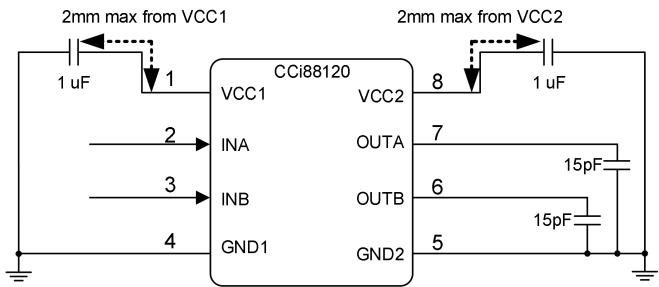 2mm max from VCC1
2mm max from VCC2
1 uF
1 uF
CCi88120
1
VCC1
VCC2
8
2
INA
OUTA
7
15pF
3
INB
OUTB
6
15pF
4
GND1
GND2
5